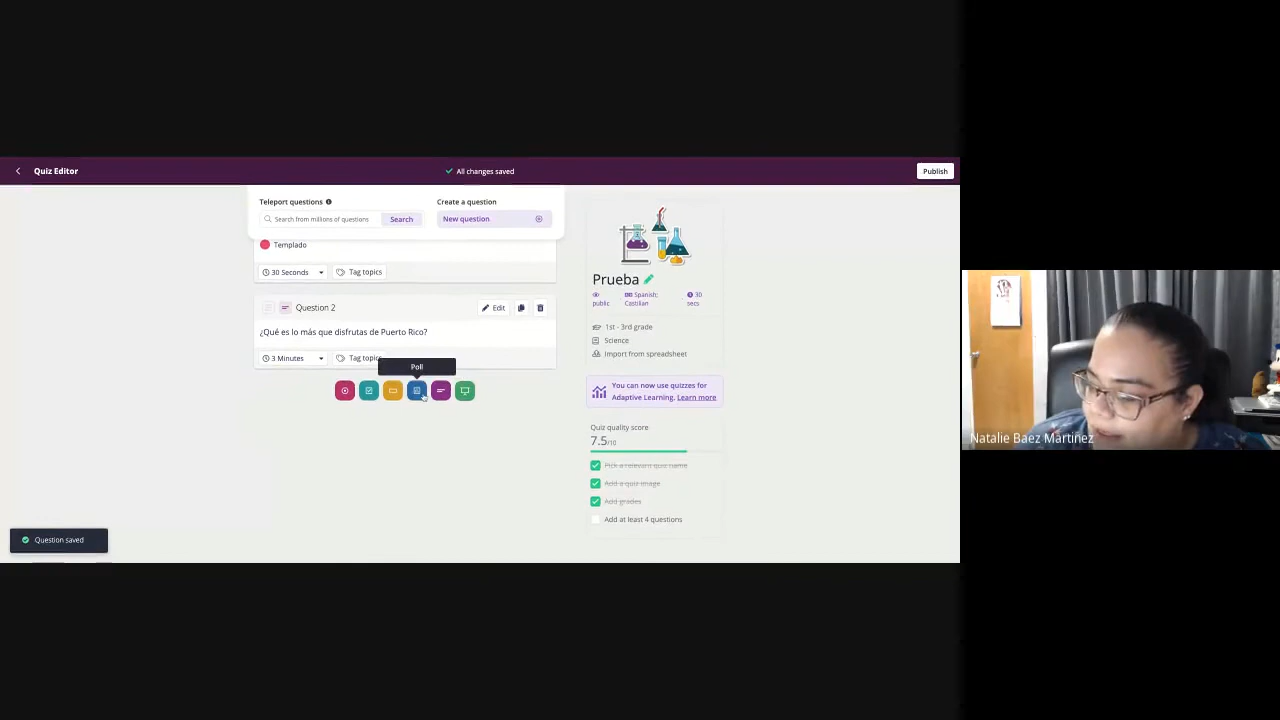 Quiz Editor
All changes saved
Publish
Teleport questions
Create a question
Search from millions of questions
Search
New question
Templado
30 Seconds
Tag topics
Question 2
Edit
¿Qué es lo más que disfrutas de Puerto Rico?
3 Minutes
Tag topics
Poll
Prueba
public
Spanish; Castilian
30 secs
1st - 3rd grade
Science
Import from spreadsheet
You can now use quizzes for
Adaptive Learning. Learn more
Quiz quality score
7.5/10
Pick a relevant quiz name
Add a quiz image
Add grades
Add at least 4 questions
Question saved
Natalie Baez Martinez